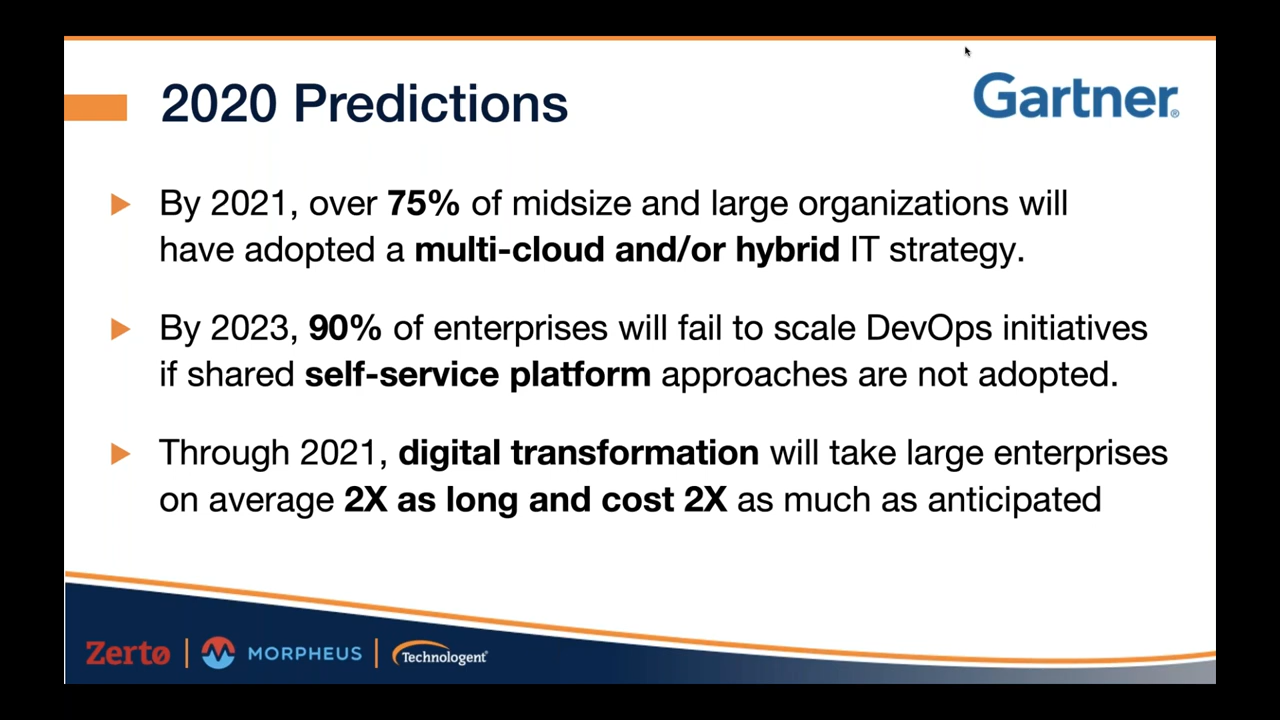 2020 Predictions
Gartner®
By 2021, over 75% of midsize and large organizations will
have adopted a multi-cloud and/or hybrid IT strategy.
By 2023, 90% of enterprises will fail to scale DevOps initiatives
if shared self-service platform approaches are not adopted.
Through 2021, digital transformation will take large enterprises
on average 2X as long and cost 2X as much as anticipated
Zerto | MORPHEUS | Technologent®